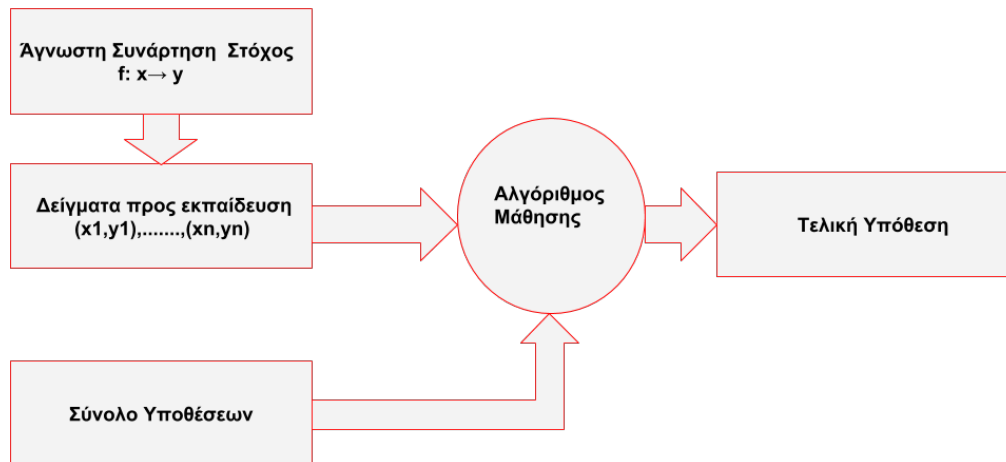 Άγνωστη Συνάρτηση Στόχος
f: x→ y
Δείγματα προς εκπαίδευση
(x1,y1),.......,(xn,yn)
Αλγόριθμος
Μάθησης
Τελική Υπόθεση
Σύνολο Υποθέσεων